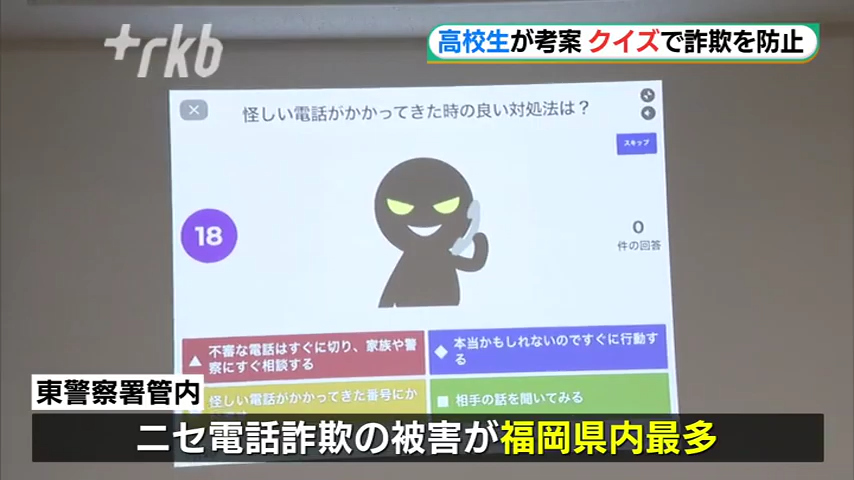 +rkb
高校生が考案 クイズで詐欺を防止
怪しい電話がかかってきた時の良い対処法は？
スキップ
18
0
件の回答
不審な電話はすぐに切り、家族や警
察にすぐ相談する
本当かもしれないのですぐに行動す
る
怪しい電話がかかってきた番号にか
相手の話を聞いてみる
東警察署管内
ニセ電話詐欺の被害が福岡県内最多